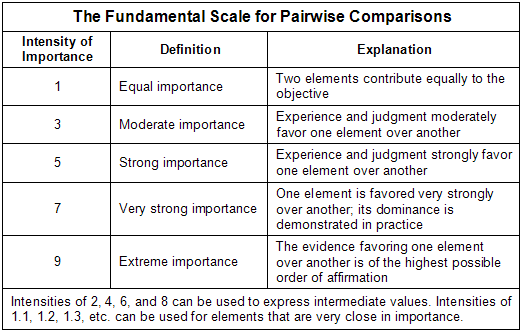 The Fundamental Scale for Pairwise Comparisons
Intensity of
Importance
Definition
Explanation
1
Equal importance
Two elements contribute equally to the
objective
3
Moderate importance
Experience and judgment moderately
favor one element over another
5
Strong importance
Experience and judgment strongly favor
one element over another
7
Very strong importance
One element is favored very strongly
over another; its dominance is
demonstrated in practice
9
Extreme importance
The evidence favoring one element
over another is of the highest possible
order of affirmation
Intensities of 2, 4, 6, and 8 can be used to express intermediate values. Intensities of
1.1, 1.2, 1.3, etc. can be used for elements that are very close in importance.